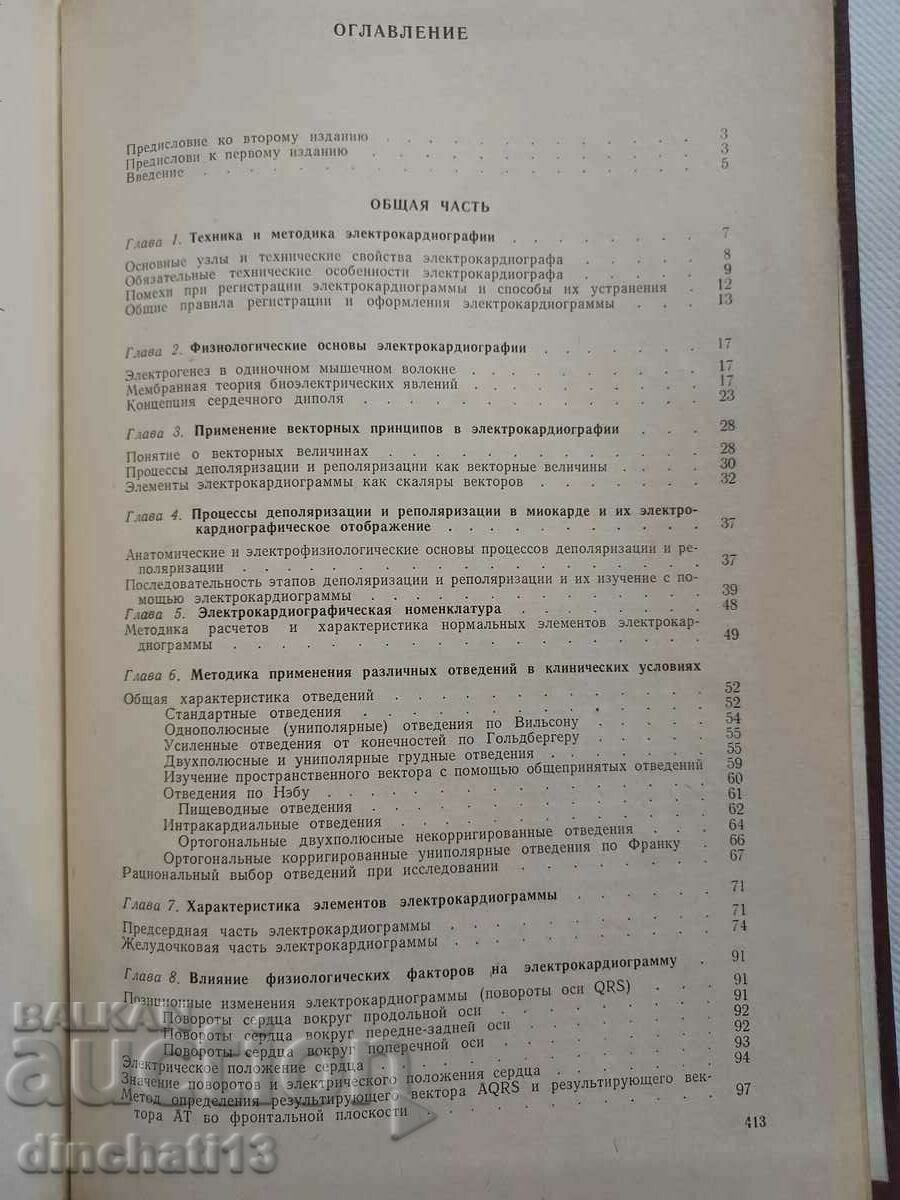 ОГЛАВЛЕНИЕ
Предисловие ко второму изданию . . . 3
Предислови к первому изданию . . . 3
Введение . . . 5
ОБЩАЯ ЧАСТЬ
Глава 1. Техника и методика электрокардиографии . . . 7
Основные узлы и технические свойства электрокардиографа . . . 8
Обязательные технические особенности электрокардиографа . . . 9
Помехи при регистрации электрокардиограммы и способы их устранения . 12
Общие правила регистрации и оформления электрокардиограммы . . . 13
Глава 2. Физиологические основы электрокардиографии . . . 17
Электрогенез в одиночном мышечном волокне . . . 17
Мембранная теория биоэлектрических явлений . . . 17
Концепция сердечного диполя . . . 23
Глава 3. Применение векторных принципов в электрокардиографии . . . 28
Понятие о векторных величинах . . . 28
Процессы деполяризации и реполяризации как векторные величины . . . 30
Элементы электрокардиограммы как скаляры векторов . . . 32
Глава 4. Процессы деполяризации и реполяризации в миокарде и их электро-
кардиографическое отображение . . . 37
Анатомические и электрофизиологические основы процессов деполяризации и ре-
поляризации . . . 37
Последовательность этапов деполяризации и реполяризации и их изучение с по-
мощью электрокардиограммы . . . 39
Глава 5. Электрокардиографическая номенклатура . . . 48
Методика расчетов и характеристика нормальных элементов электрокар-
диограммы . . . 49
Глава 6. Методика применения различных отведений в клинических условиях
Общая характеристика отведений . . . 52
Стандартные отведения . . . 52
Однополюсные (униполярные) отведения по Вильсону . . . 54
Усиленные отведения от конечностей по Гольдбергеру . . . 55
Двухполюсные и униполярные грудные отведения . . . 55
Изучение пространственного вектора с помощью общепринятых отведений 59
Отведения по Нэбу . . . 60
Пищеводные отведения . . . 61
Интракардиальные отведения . . . 62
Ортогональные двухполюсные некорригированные отведения . . . 64
Ортогональные корригированные униполярные отведения по Франку . 66
Рациональный выбор отведений при исследовании . . . 67
Глава 7. Характеристика элементов электрокардиограммы . . . 71
Предсердная часть электрокардиограммы . . . 71
Желудочковая часть электрокардиограммы . . . 74
Глава 8. Влияние физиологических факторов на электрокардиограмму . 91
Позиционные изменения электрокардиограммы (повороты оси QRS) . . . 91
Повороты сердца вокруг продольной оси . . . 91
Повороты сердца вокруг передне-задней оси . . . 92
Повороты сердца вокруг поперечной оси . . . 92
Электрическое положение сердца . . . 93
Значение поворотов и электрического положения сердца . . . 94
Метод определения результирующего вектора AQRS и результирующего век-
тора АТ во фронтальной плоскости . . . 97
413
BALKAN
auction
dinchati13